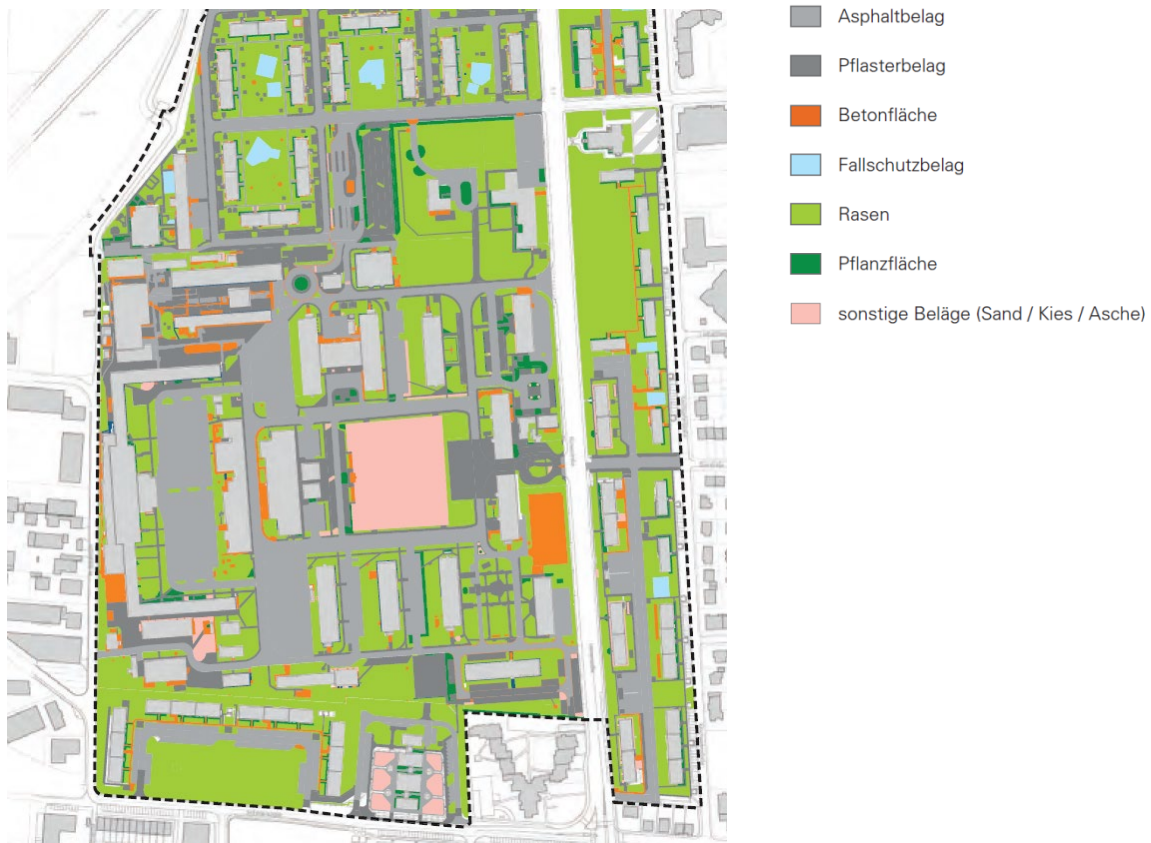 Asphaltbelag
Pflasterbelag
Betonfläche
Fallschutzbelag
Rasen
Pflanzfläche
sonstige Beläge (Sand / Kies / Asche)